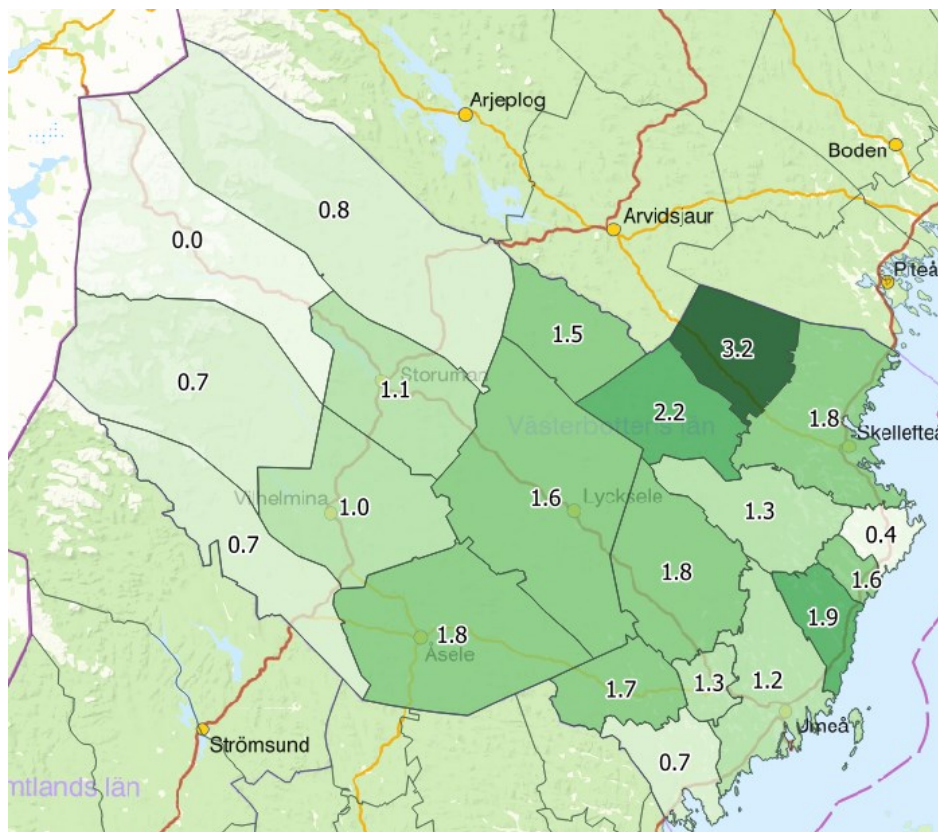 Arjeplog
Boden
0.8
Arvidsjaur
0.0
Piteå
1.5
3.2
0.7
Storuman
1.1
2.2
1.8
Västerbottens län
Skellefteå
Vilhelmina
1.0
1.6
Lycksele
1.3
0.4
0.7
1.8
1.6
1.9
1.8
Åsele
1.7
1.3
1.2
Umeå
Strömsund
0.7
mtlands län